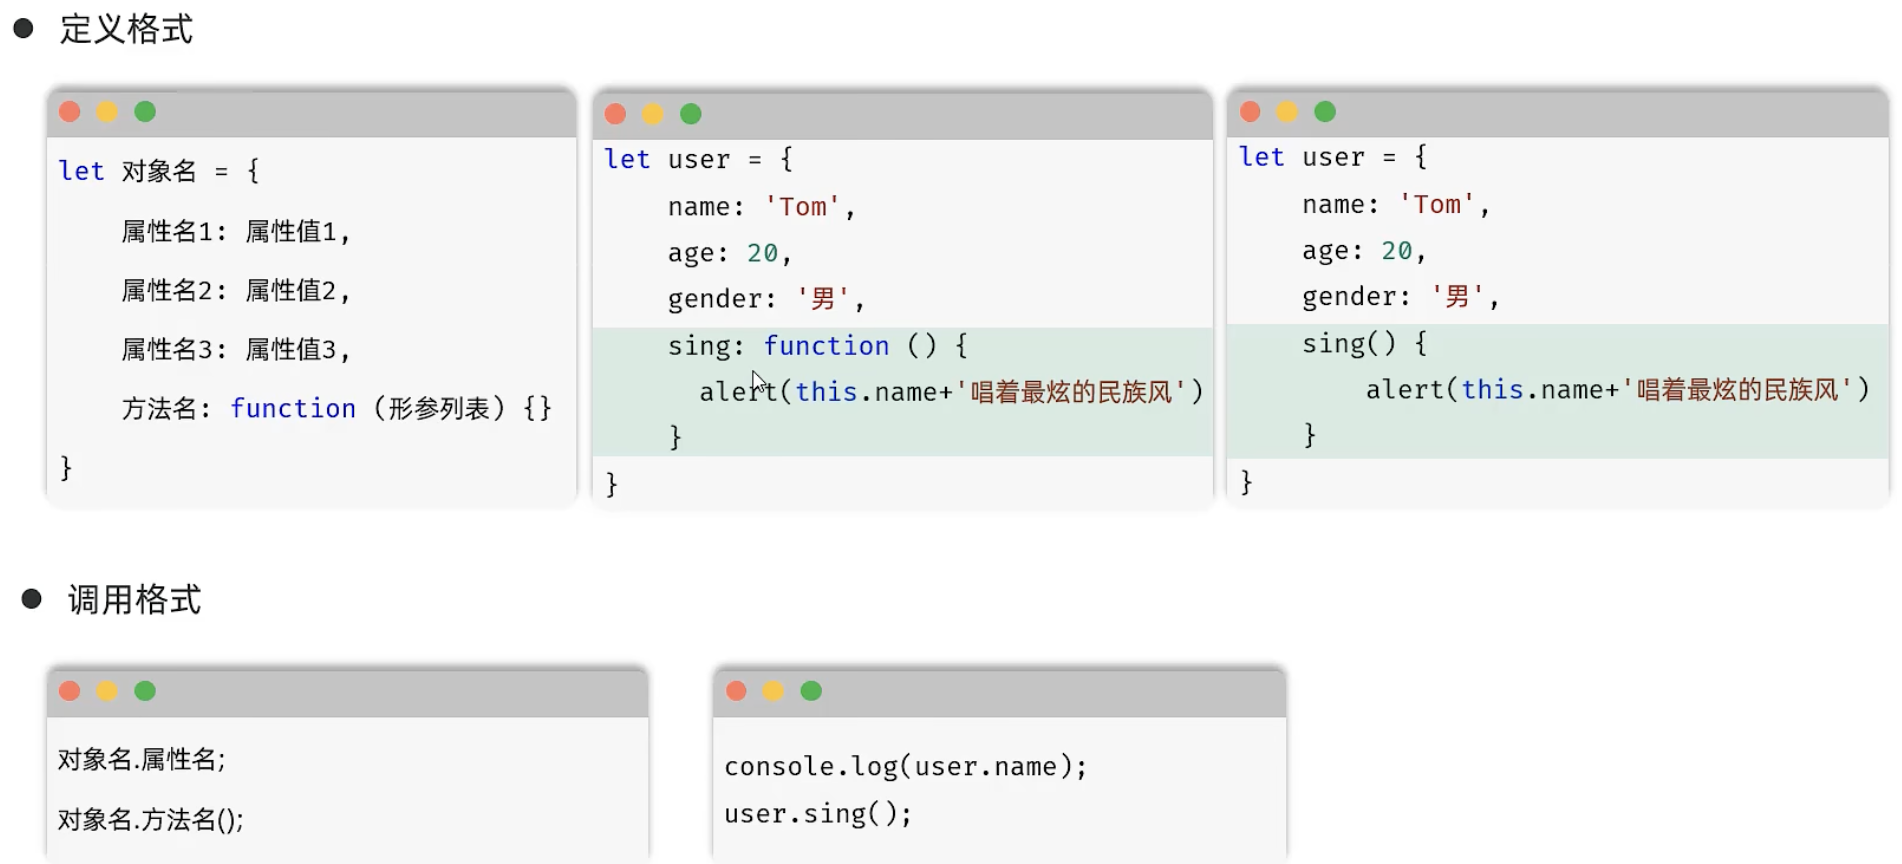 定义格式
let 对象名 = {
属性名1: 属性值1,
属性名2: 属性值2,
属性名3: 属性值3,
方法名: function (形参列表) {}
}
let user = {
name: 'Tom',
age: 20,
gender: '男',
sing: function () {
alert(this.name+'唱着最炫的民族风')
}
}
let user = {
name: 'Tom',
age: 20,
gender: '男',
sing() {
alert(this.name+'唱着最炫的民族风')
}
}
调用格式
对象名.属性名;
对象名.方法名();
console.log(user.name);
user.sing();